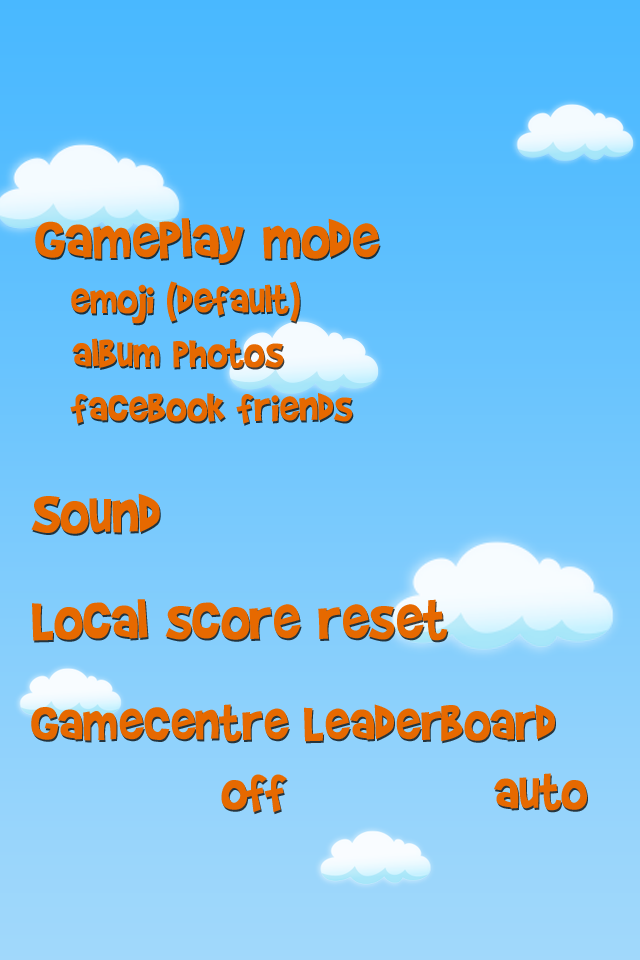 Gameplay mode
emoji (default)
album photos
facebook friends
Sound
Local score reset
Gamecentre Leaderboard
off auto